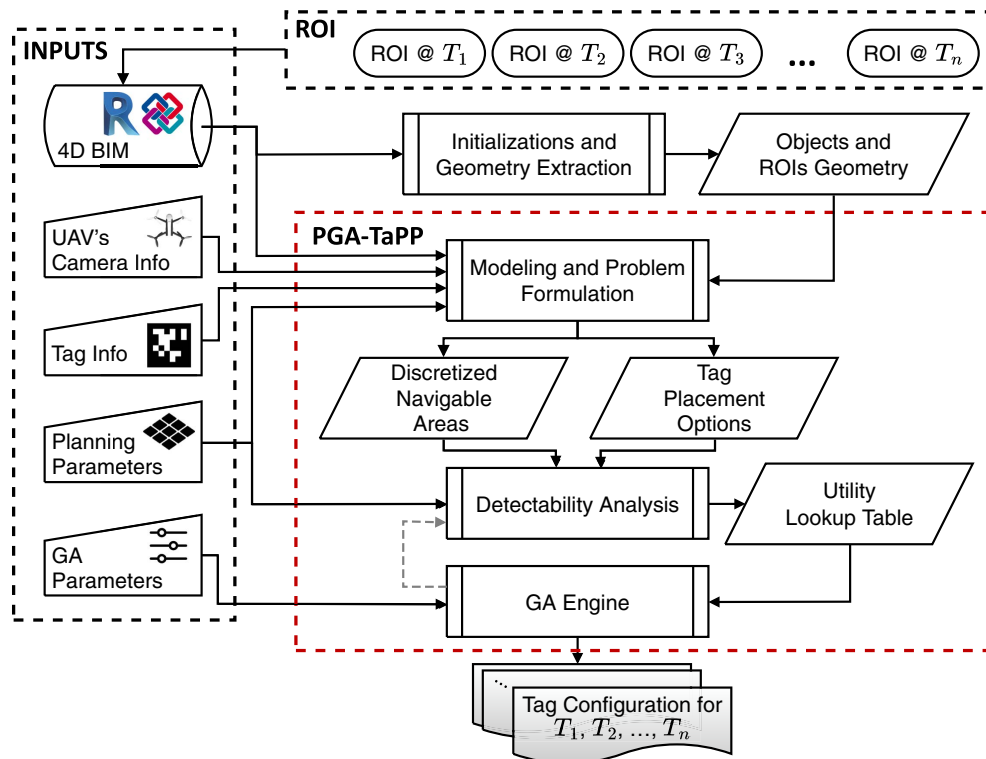 ROI
ROI @ T₁
ROI @ T₂
ROI @ T₃
...
ROI @ Tₙ
INPUTS
R
4D BIM
Initializations and
Geometry Extraction
Objects and
ROIs Geometry
UAV's
Camera Info
PGA-TaPP
Modeling and Problem
Formulation
Tag Info
Discretized
Navigable
Areas
Tag
Placement
Options
Planning
Parameters
Detectability Analysis
Utility
Lookup Table
GA
Parameters
GA Engine
...
Tag Configuration for
T₁, T₂, ..., Tₙ